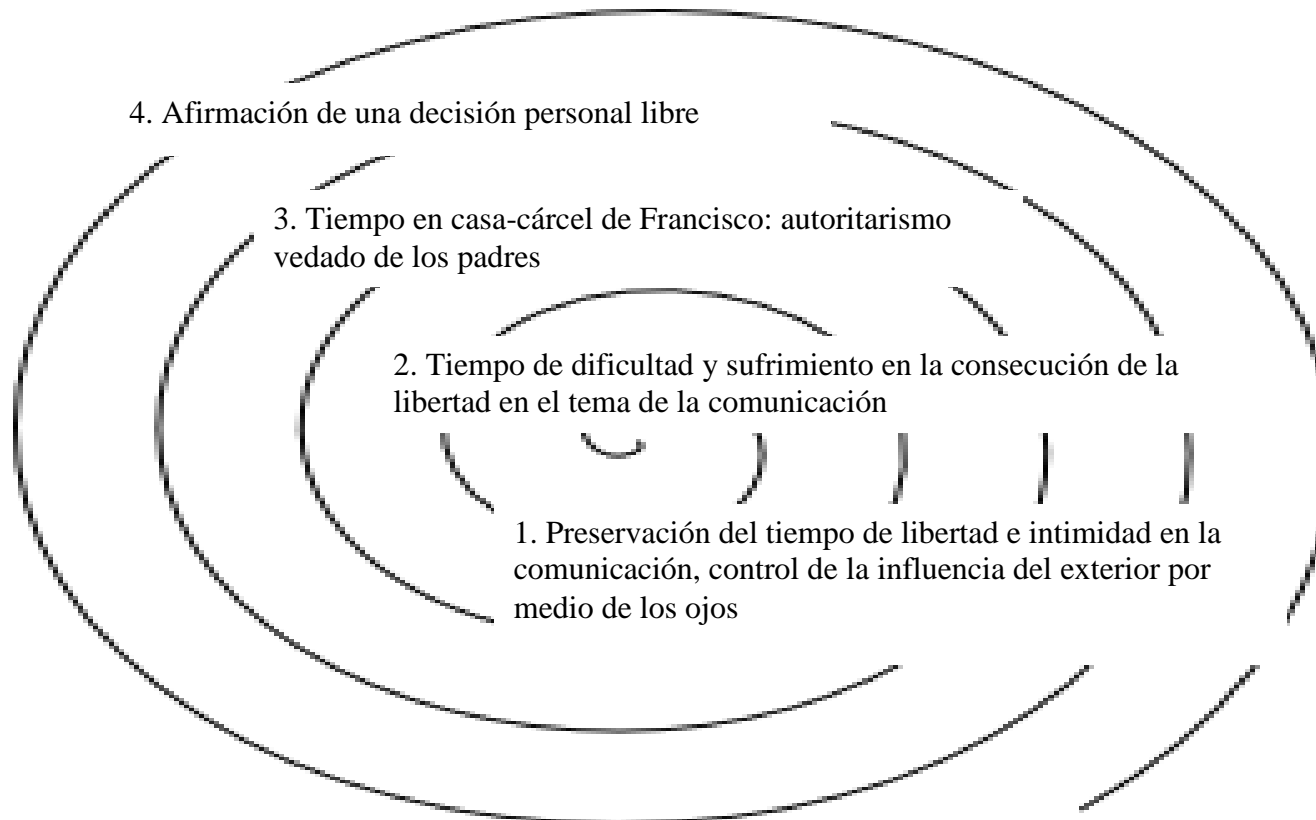 4. Afirmación de una decisión personal libre
3. Tiempo en casa-cárcel de Francisco: autoritarismo
vedado de los padres
2. Tiempo de dificultad y sufrimiento en la consecución de la
libertad en el tema de la comunicación
1. Preservación del tiempo de libertad e intimidad en la
comunicación, control de la influencia del exterior por
medio de los ojos